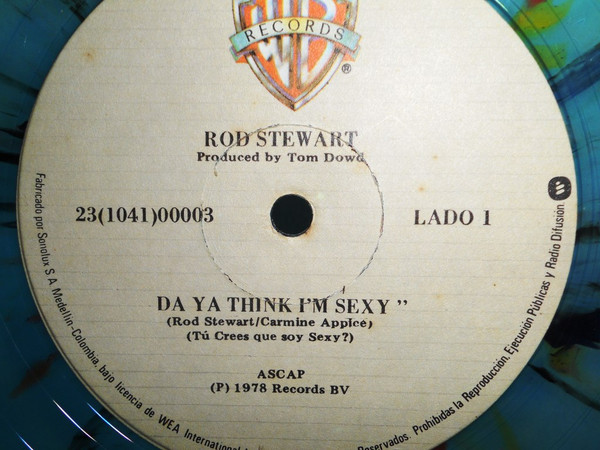 RECORDS
®
ROD STEWART
Produced by Tom Dowd
23(1041)00003
LADO 1
DA YA THINK I'M SEXY ”
(Rod Stewart/Carmine Appice)
(Tú Crees que soy Sexy?)
ASCAP
(P) 1978 Records BV
Fabricado por Sonolux S A Medellin-Colombia, bajo licencia de WEA International
Reservados. Prohibidas la Reproducción, Ejecución Públicas y Radio Difusión